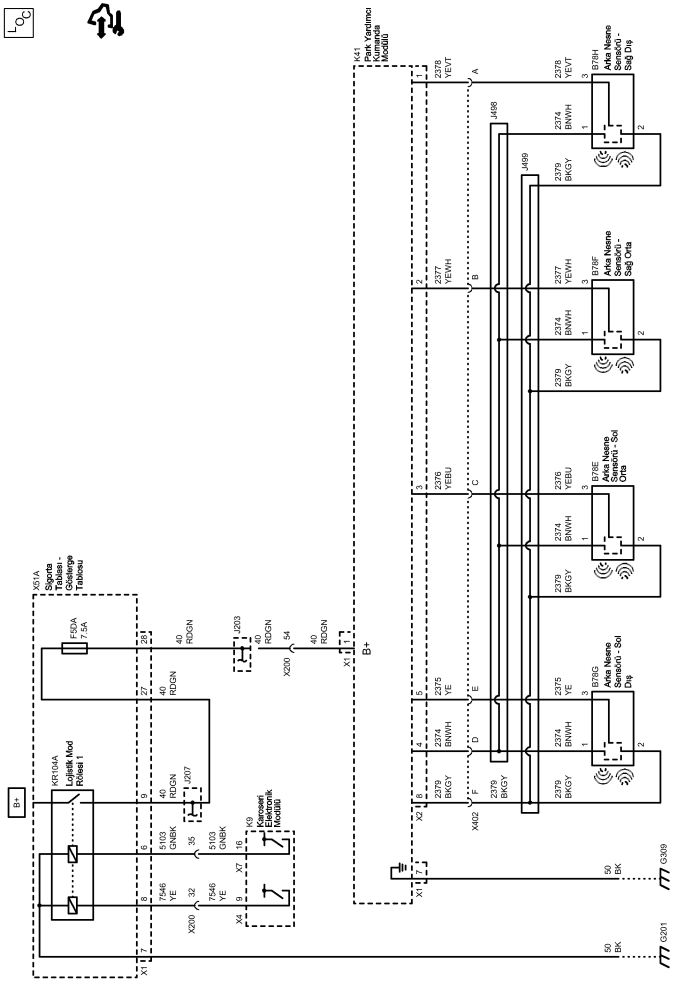 LOC
B+
X51A
Sigorta
Tablası -
Gösterge
Tablosu
KR104A
Lojistik Mod
Rölesi 1
F5DA
7.5A
X1
7
8
6
9
27
28
7546
YE
5103
GNBK
40
RDGN
40
RDGN
40
RDGN
X200
32
35
J207
J203
7546
YE
5103
GNBK
X4
9
X7
16
K9
Karoseri
Elektronik
Modülü
40
RDGN
X200
54
40
RDGN
X1
1
B+
K41
Park Yardımcı
Kumanda
Modülü
X1
7
X2
8
4
5
3
2
1
2379
BKGY
2374
BNWH
2375
YE
2376
YEBU
2377
YEWH
2378
YEVT
X402
F
D
E
C
B
A
J498
J499
2379
BKGY
2379
BKGY
2374
BNWH
2375
YE
2379
BKGY
2374
BNWH
2376
YEBU
2379
BKGY
2374
BNWH
2377
YEWH
2379
BKGY
2374
BNWH
2378
YEVT
1
3
2
B78G
Arka Nesne
Sensörü - Sol
Dış
1
3
2
B78E
Arka Nesne
Sensörü - Sol
Orta
1
3
2
B78F
Arka Nesne
Sensörü -
Sağ Orta
1
3
2
B78H
Arka Nesne
Sensörü -
Sağ Dış
50
BK
G201
50
BK
G309